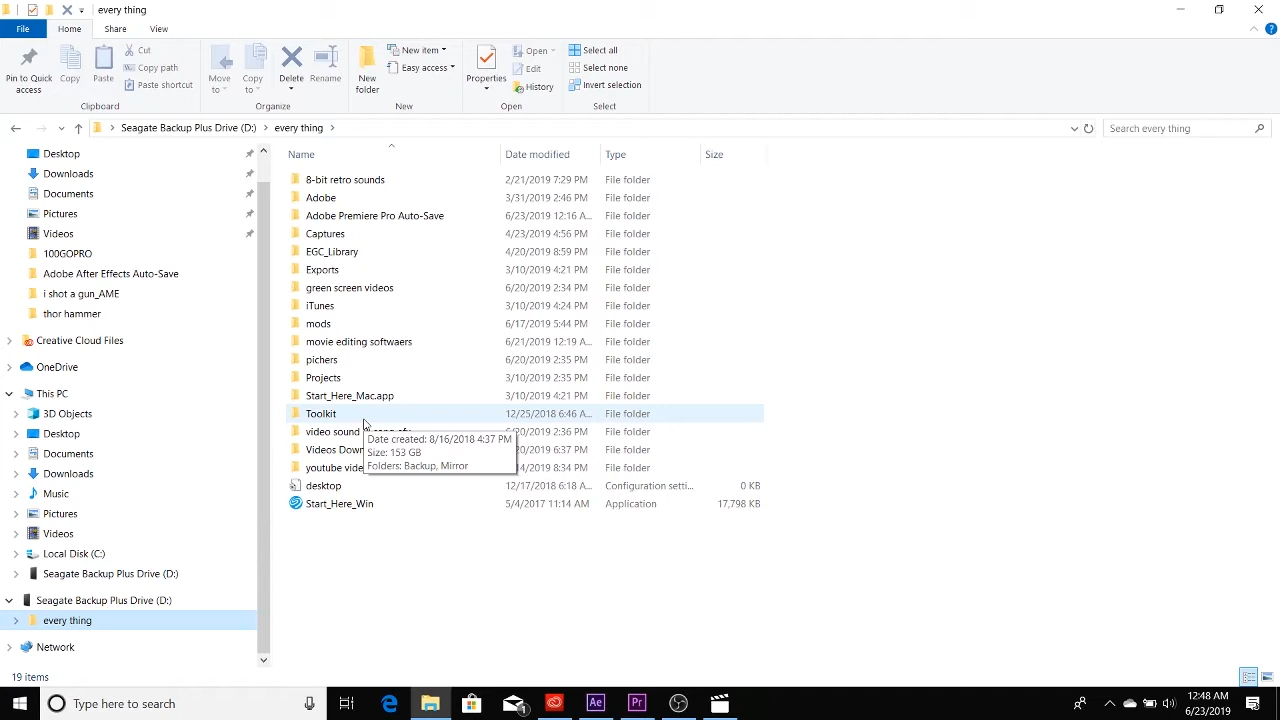 every thing
File Home Share View
Pin to Quick access
Copy
Paste
Cut
Copy path
Paste shortcut
Clipboard
Move to
Copy to
Delete
Rename
Organize
New folder
New item
Easy access
New
Properties
Open
Edit
History
Open
Select all
Select none
Invert selection
Select
Seagate Backup Plus Drive (D:) > every thing >
Search every thing
Desktop
Downloads
Documents
Pictures
Videos
100GOPRO
Adobe After Effects Auto-Save
i shot a gun_AME
thor hammer
Creative Cloud Files
OneDrive
This PC
3D Objects
Desktop
Documents
Downloads
Music
Pictures
Videos
Local Disk (C:)
Seagate Backup Plus Drive (D:)
Seagate Backup Plus Drive (D:)
every thing
Network
Name Date modified Type Size
8-bit retro sounds 2/21/2019 7:29 PM File folder
Adobe 3/31/2019 2:46 PM File folder
Adobe Premiere Pro Auto-Save 6/23/2019 12:16 A... File folder
Captures 4/23/2019 4:56 PM File folder
EGC_Library 4/20/2019 8:59 PM File folder
Exports 3/10/2019 4:21 PM File folder
green screen videos 6/20/2019 2:34 PM File folder
iTunes 3/10/2019 4:24 PM File folder
mods 6/17/2019 5:44 PM File folder
movie editing softwaers 6/21/2019 12:19 A... File folder
pichers 6/20/2019 2:35 PM File folder
Projects 3/10/2019 2:35 PM File folder
Start_Here_Mac.app 3/10/2019 4:21 PM File folder
Toolkit 12/25/2018 6:46 A... File folder
video sound 6/20/2019 2:36 PM File folder
Videos Down 20/2019 6:37 PM File folder
youtube vide 14/2019 8:34 PM File folder
desktop 12/17/2018 6:18 A... Configuration setti... 0 KB
Start_Here_Win 5/4/2017 11:14 AM Application 17,798 KB
Date created: 8/16/2018 4:37 PM
Size: 153 GB
Folders: Backup, Mirror
19 items
Type here to search
1
Ae
Pr
12:48 AM
6/23/2019